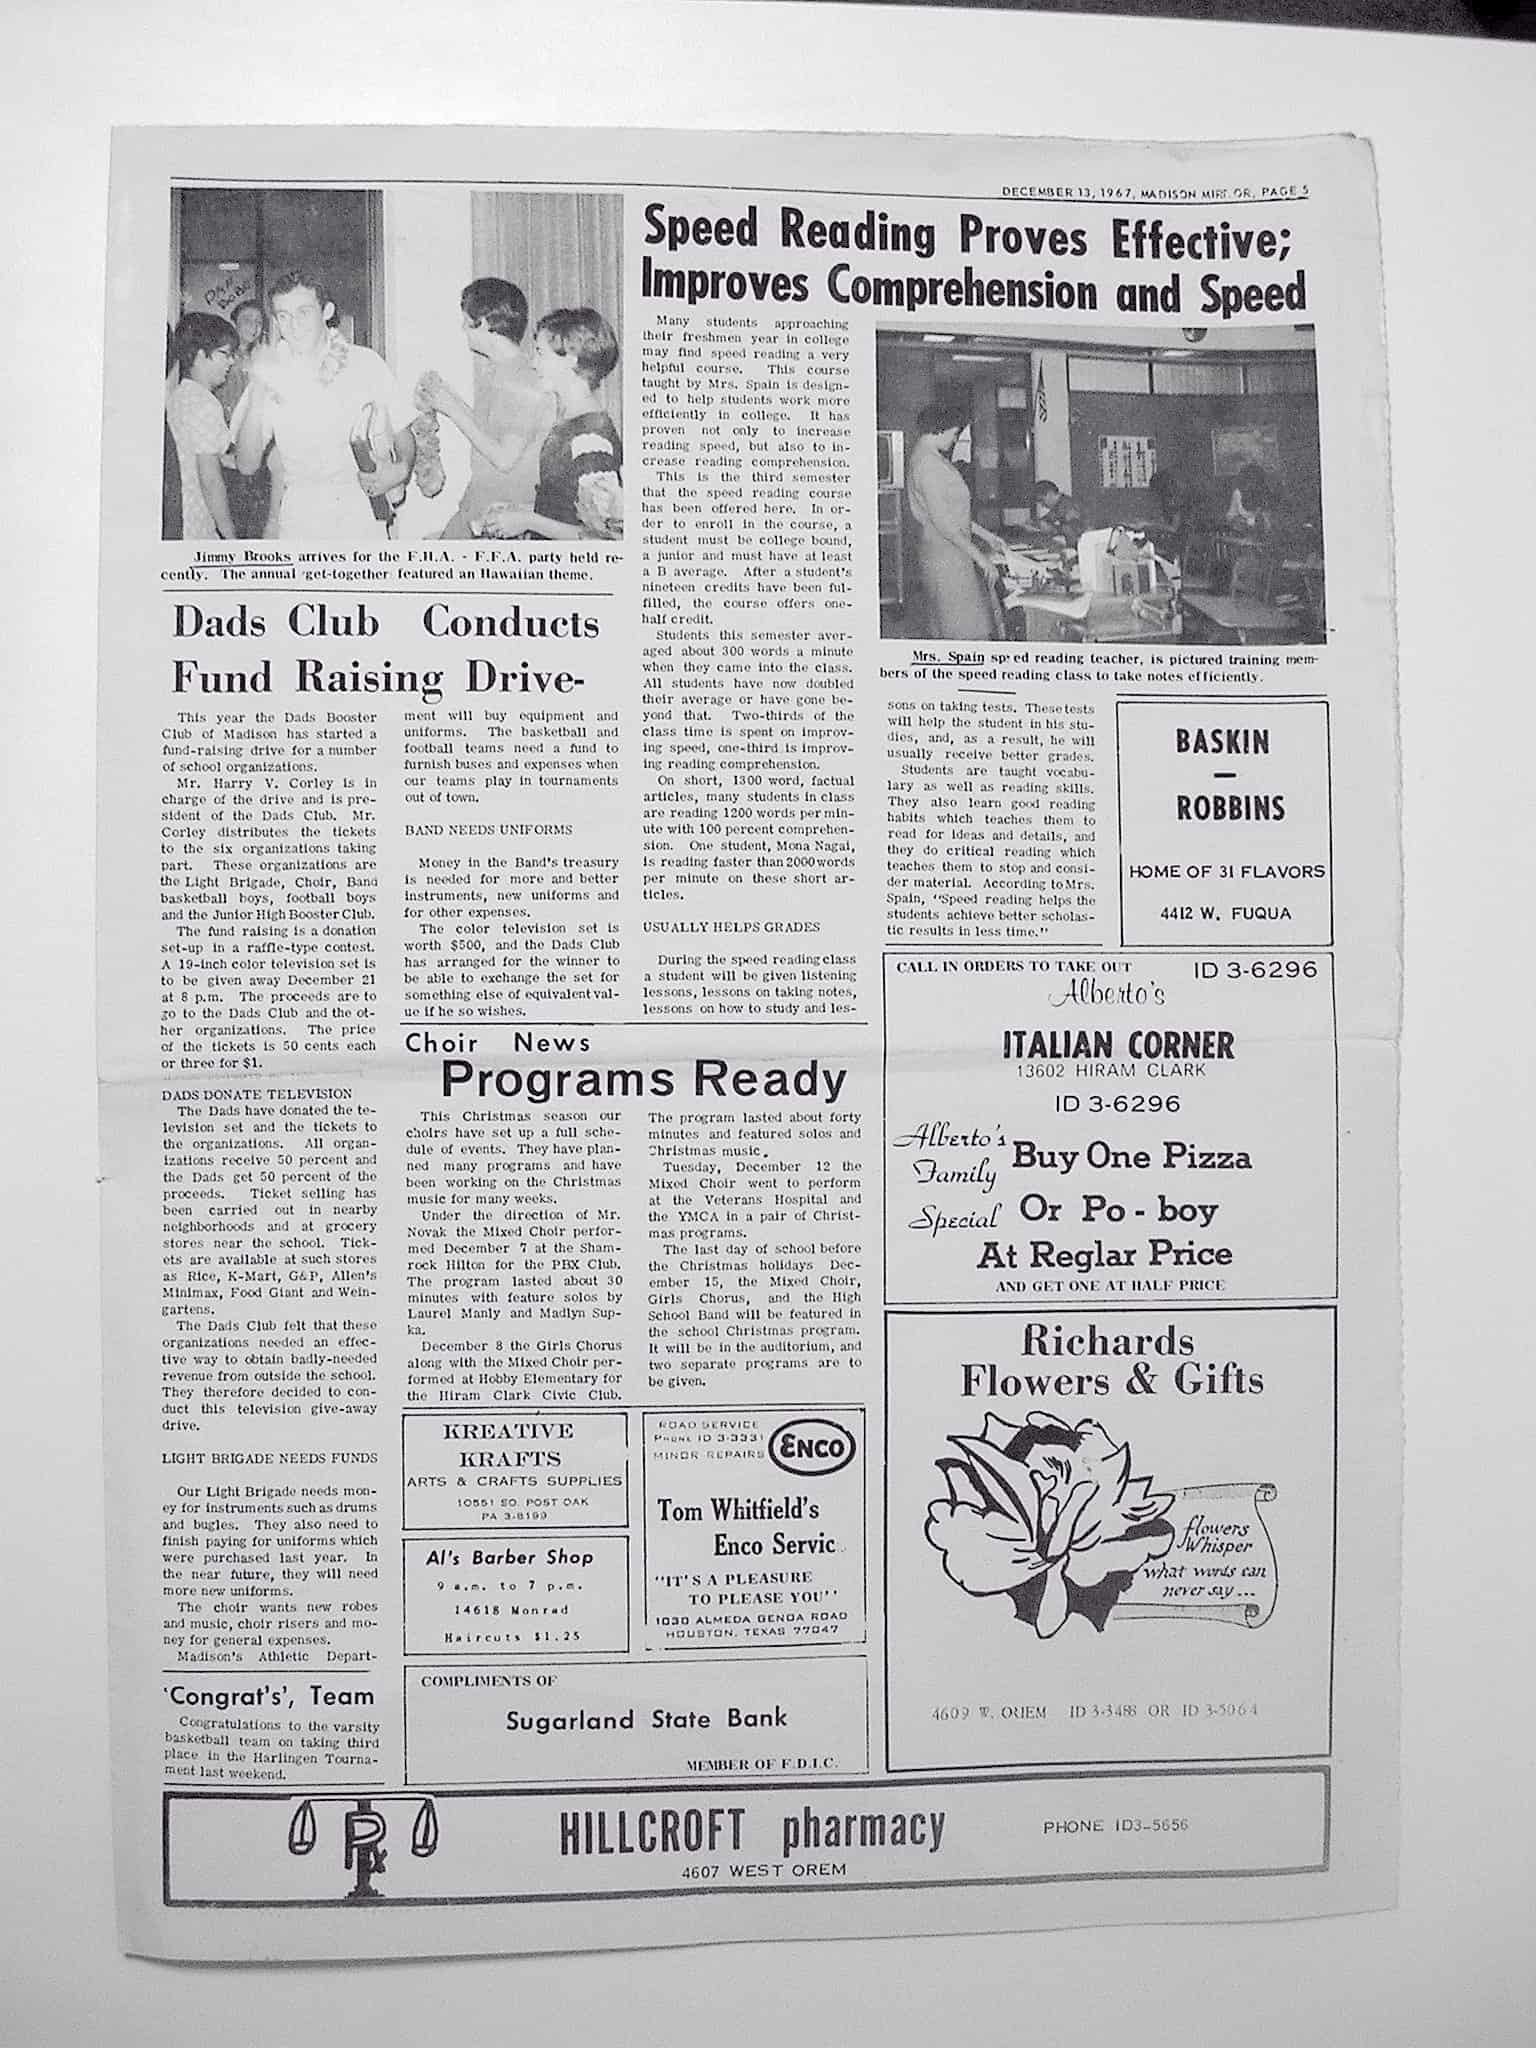 DECEMBER 13, 1967, MADISON MIRROR, PAGE 5
Jimmy Brooks arrives for the F.H.A. - F.F.A. party held re-
cently. The annual get-together featured an Hawaiian theme.
Dads Club Conducts
Fund Raising Drive-
This year the Dads Booster
Club of Madison has started a
fund-raising drive for a number
of school organizations.
Mr. Harry V. Corley is in
charge of the drive and is pre-
sident of the Dads Club. Mr.
Corley distributes the tickets
to the six organizations taking
part. These organizations are
the Light Brigade, Choir, Band
basketball boys, football boys
and the Junior High Booster Club.
The fund raising is a donation
set-up in a raffle-type contest.
A 19-inch color television set is
to be given away December 21
at 8 p.m. The proceeds are to
go to the Dads Club and the ot-
her organizations. The price
of the tickets is 50 cents each
or three for $1.
DADS DONATE TELEVISION
The Dads have donated the te-
levision set and the tickets to
the organizations. All organ-
izations receive 50 percent and
the Dads get 50 percent of the
proceeds. Ticket selling has
been carried out in nearby
neighborhoods and at grocery
stores near the school. Tick-
ets are available at such stores
as Rice, K-Mart, G&P, Allen's
Minimax, Food Giant and Wein-
gartens.
The Dads Club felt that these
organizations needed an effec-
tive way to obtain badly-needed
revenue from outside the school.
They therefore decided to con-
duct this television give-away
drive.
LIGHT BRIGADE NEEDS FUNDS
Our Light Brigade needs mon-
ey for instruments such as drums
and bugles. They also need to
finish paying for uniforms which
were purchased last year. In
the near future, they will need
more new uniforms.
The choir wants new robes
and music, choir risers and mo-
ney for general expenses.
Madison's Athletic Depart-
ment will buy equipment and
uniforms. The basketball and
football teams need a fund to
furnish buses and expenses when
our teams play in tournaments
out of town.
BAND NEEDS UNIFORMS
Money in the Band's treasury
is needed for more and better
instruments, new uniforms and
for other expenses.
The color television set is
worth $500, and the Dads Club
has arranged for the winner to
be able to exchange the set for
something else of equivalent val-
ue if he so wishes.
'Congrat's', Team
Congratulations to the varsity
basketball team on taking third
place in the Harlingen Tourna-
ment last weekend.
Speed Reading Proves Effective;
Improves Comprehension and Speed
Many students approaching
their freshmen year in college
may find speed reading a very
helpful course. This course
taught by Mrs. Spain is design-
ed to help students work more
efficiently in college. It has
proven not only to increase
reading speed, but also to in-
crease reading comprehension.
This is the third semester
that the speed reading course
has been offered here. In or-
der to enroll in the course, a
student must be college bound,
a junior and must have at least
a B average. After a student's
nineteen credits have been ful-
filled, the course offers one-
half credit.
Students this semester aver-
aged about 300 words a minute
when they came into the class.
All students have now doubled
their average or have gone be-
yond that. Two-thirds of the
class time is spent on improv-
ing speed, one-third is improv-
ing reading comprehension.
On short, 1300 word, factual
articles, many students in class
are reading 1200 words per min-
ute with 100 percent comprehen-
sion. One student, Mona Nagai,
is reading faster than 2000 words
per minute on these short ar-
ticles.
USUALLY HELPS GRADES
During the speed reading class
a student will be given listening
lessons, lessons on taking notes,
lessons on how to study and les-
Mrs. Spain speed reading teacher, is pictured training mem-
bers of the speed reading class to take notes efficiently.
sons on taking tests. These tests
will help the student in his stu-
dies, and, as a result, he will
usually receive better grades.
Students are taught vocabu-
lary as well as reading skills.
They also learn good reading
habits which teaches them to
read for ideas and details, and
they do critical reading which
teaches them to stop and consi-
der material. According to Mrs.
Spain, "Speed reading helps the
students achieve better scholas-
tic results in less time."
Choir News
Programs Ready
This Christmas season our
choirs have set up a full sche-
dule of events. They have plan-
ned many programs and have
been working on the Christmas
music for many weeks.
Under the direction of Mr.
Novak the Mixed Choir perfor-
med December 7 at the Sham-
rock Hilton for the PBX Club.
The program lasted about 30
minutes with feature solos by
Laurel Manly and Madlyn Sup-
ka.
December 8 the Girls Chorus
along with the Mixed Choir per-
formed at Hobby Elementary for
the Hiram Clark Civic Club.
The program lasted about forty
minutes and featured solos and
Christmas music.
Tuesday, December 12 the
Mixed Choir went to perform
at the Veterans Hospital and
the YMCA in a pair of Christ-
mas programs.
The last day of school before
the Christmas holidays Dec-
ember 15, the Mixed Choir,
Girls Chorus, and the High
School Band will be featured in
the school Christmas program.
It will be in the auditorium, and
two separate programs are to
be given.
BASKIN
—
ROBBINS
HOME OF 31 FLAVORS
4412 W. FUQUA
CALL IN ORDERS TO TAKE OUT ID 3-6296
Alberto's
ITALIAN CORNER
13602 HIRAM CLARK
ID 3-6296
Alberto's
Family
Special
Buy One Pizza
Or Po - boy
At Reglar Price
AND GET ONE AT HALF PRICE
Richards
Flowers & Gifts
flowers
Whisper
what words can
never say...
4609 W. OREM ID 3-3488 OR ID 3-5064
KREATIVE
KRAFTS
ARTS & CRAFTS SUPPLIES
10551 SO. POST OAK
PA 3-8199
Al's Barber Shop
9 a.m. to 7 p.m.
14618 Monrad
Haircuts $1.25
ROAD SERVICE
PHONE ID 3-3331
MINOR REPAIRS
ENCO
Tom Whitfield's
Enco Servic
"IT'S A PLEASURE
TO PLEASE YOU"
1030 ALMEDA GENOA ROAD
HOUSTON, TEXAS 77047
COMPLIMENTS OF
Sugarland State Bank
MEMBER OF F.D.I.C.
HILLCROFT pharmacy
4607 WEST OREM
PHONE ID3-5656